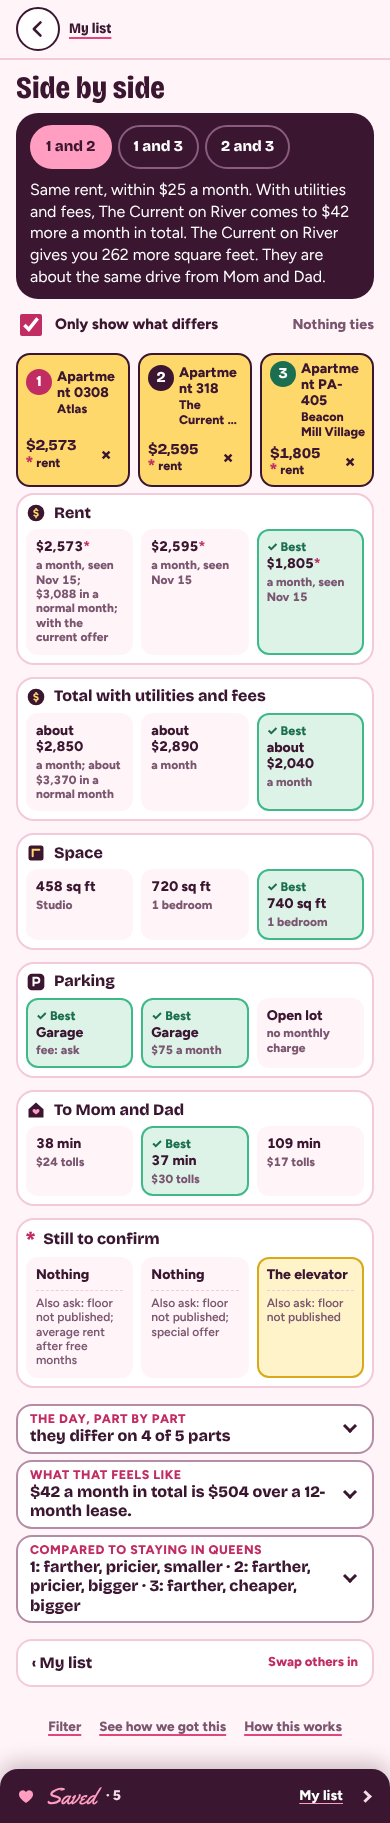 My list
Side by side
1 and 2
1 and 3
2 and 3
Same rent, within $25 a month. With utilities
and fees, The Current on River comes to $42
more a month in total. The Current on River
gives you 262 more square feet. They are
about the same drive from Mom and Dad.
Only show what differs
Nothing ties
1
Apartme
nt 0308
Atlas
$2,573
* rent
×
2
Apartme
nt 318
The
Current ...
$2,595
* rent
×
3
Apartme
nt PA-
405
Beacon
Mill Village
$1,805
* rent
×
$ Rent
$2,573*
a month, seen
Nov 15;
$3,088 in a
normal month;
with the
current offer
$2,595*
a month, seen
Nov 15
✓ Best
$1,805*
a month, seen
Nov 15
$ Total with utilities and fees
about
$2,850
a month; about
$3,370 in a
normal month
about
$2,890
a month
✓ Best
about
$2,040
a month
Space
458 sq ft
Studio
720 sq ft
1 bedroom
✓ Best
740 sq ft
1 bedroom
P Parking
✓ Best
Garage
fee: ask
✓ Best
Garage
$75 a month
Open lot
no monthly
charge
To Mom and Dad
38 min
$24 tolls
✓ Best
37 min
$30 tolls
109 min
$17 tolls
* Still to confirm
Nothing
Also ask: floor
not published;
average rent
after free
months
Nothing
Also ask: floor
not published;
special offer
The elevator
Also ask: floor
not published
THE DAY, PART BY PART
they differ on 4 of 5 parts
WHAT THAT FEELS LIKE
$42 a month in total is $504 over a 12-
month lease.
COMPARED TO STAYING IN QUEENS
1: farther, pricier, smaller · 2: farther,
pricier, bigger · 3: farther, cheaper,
bigger
‹ My list
Swap others in
Filter
See how we got this
How this works
Saved · 5
My list